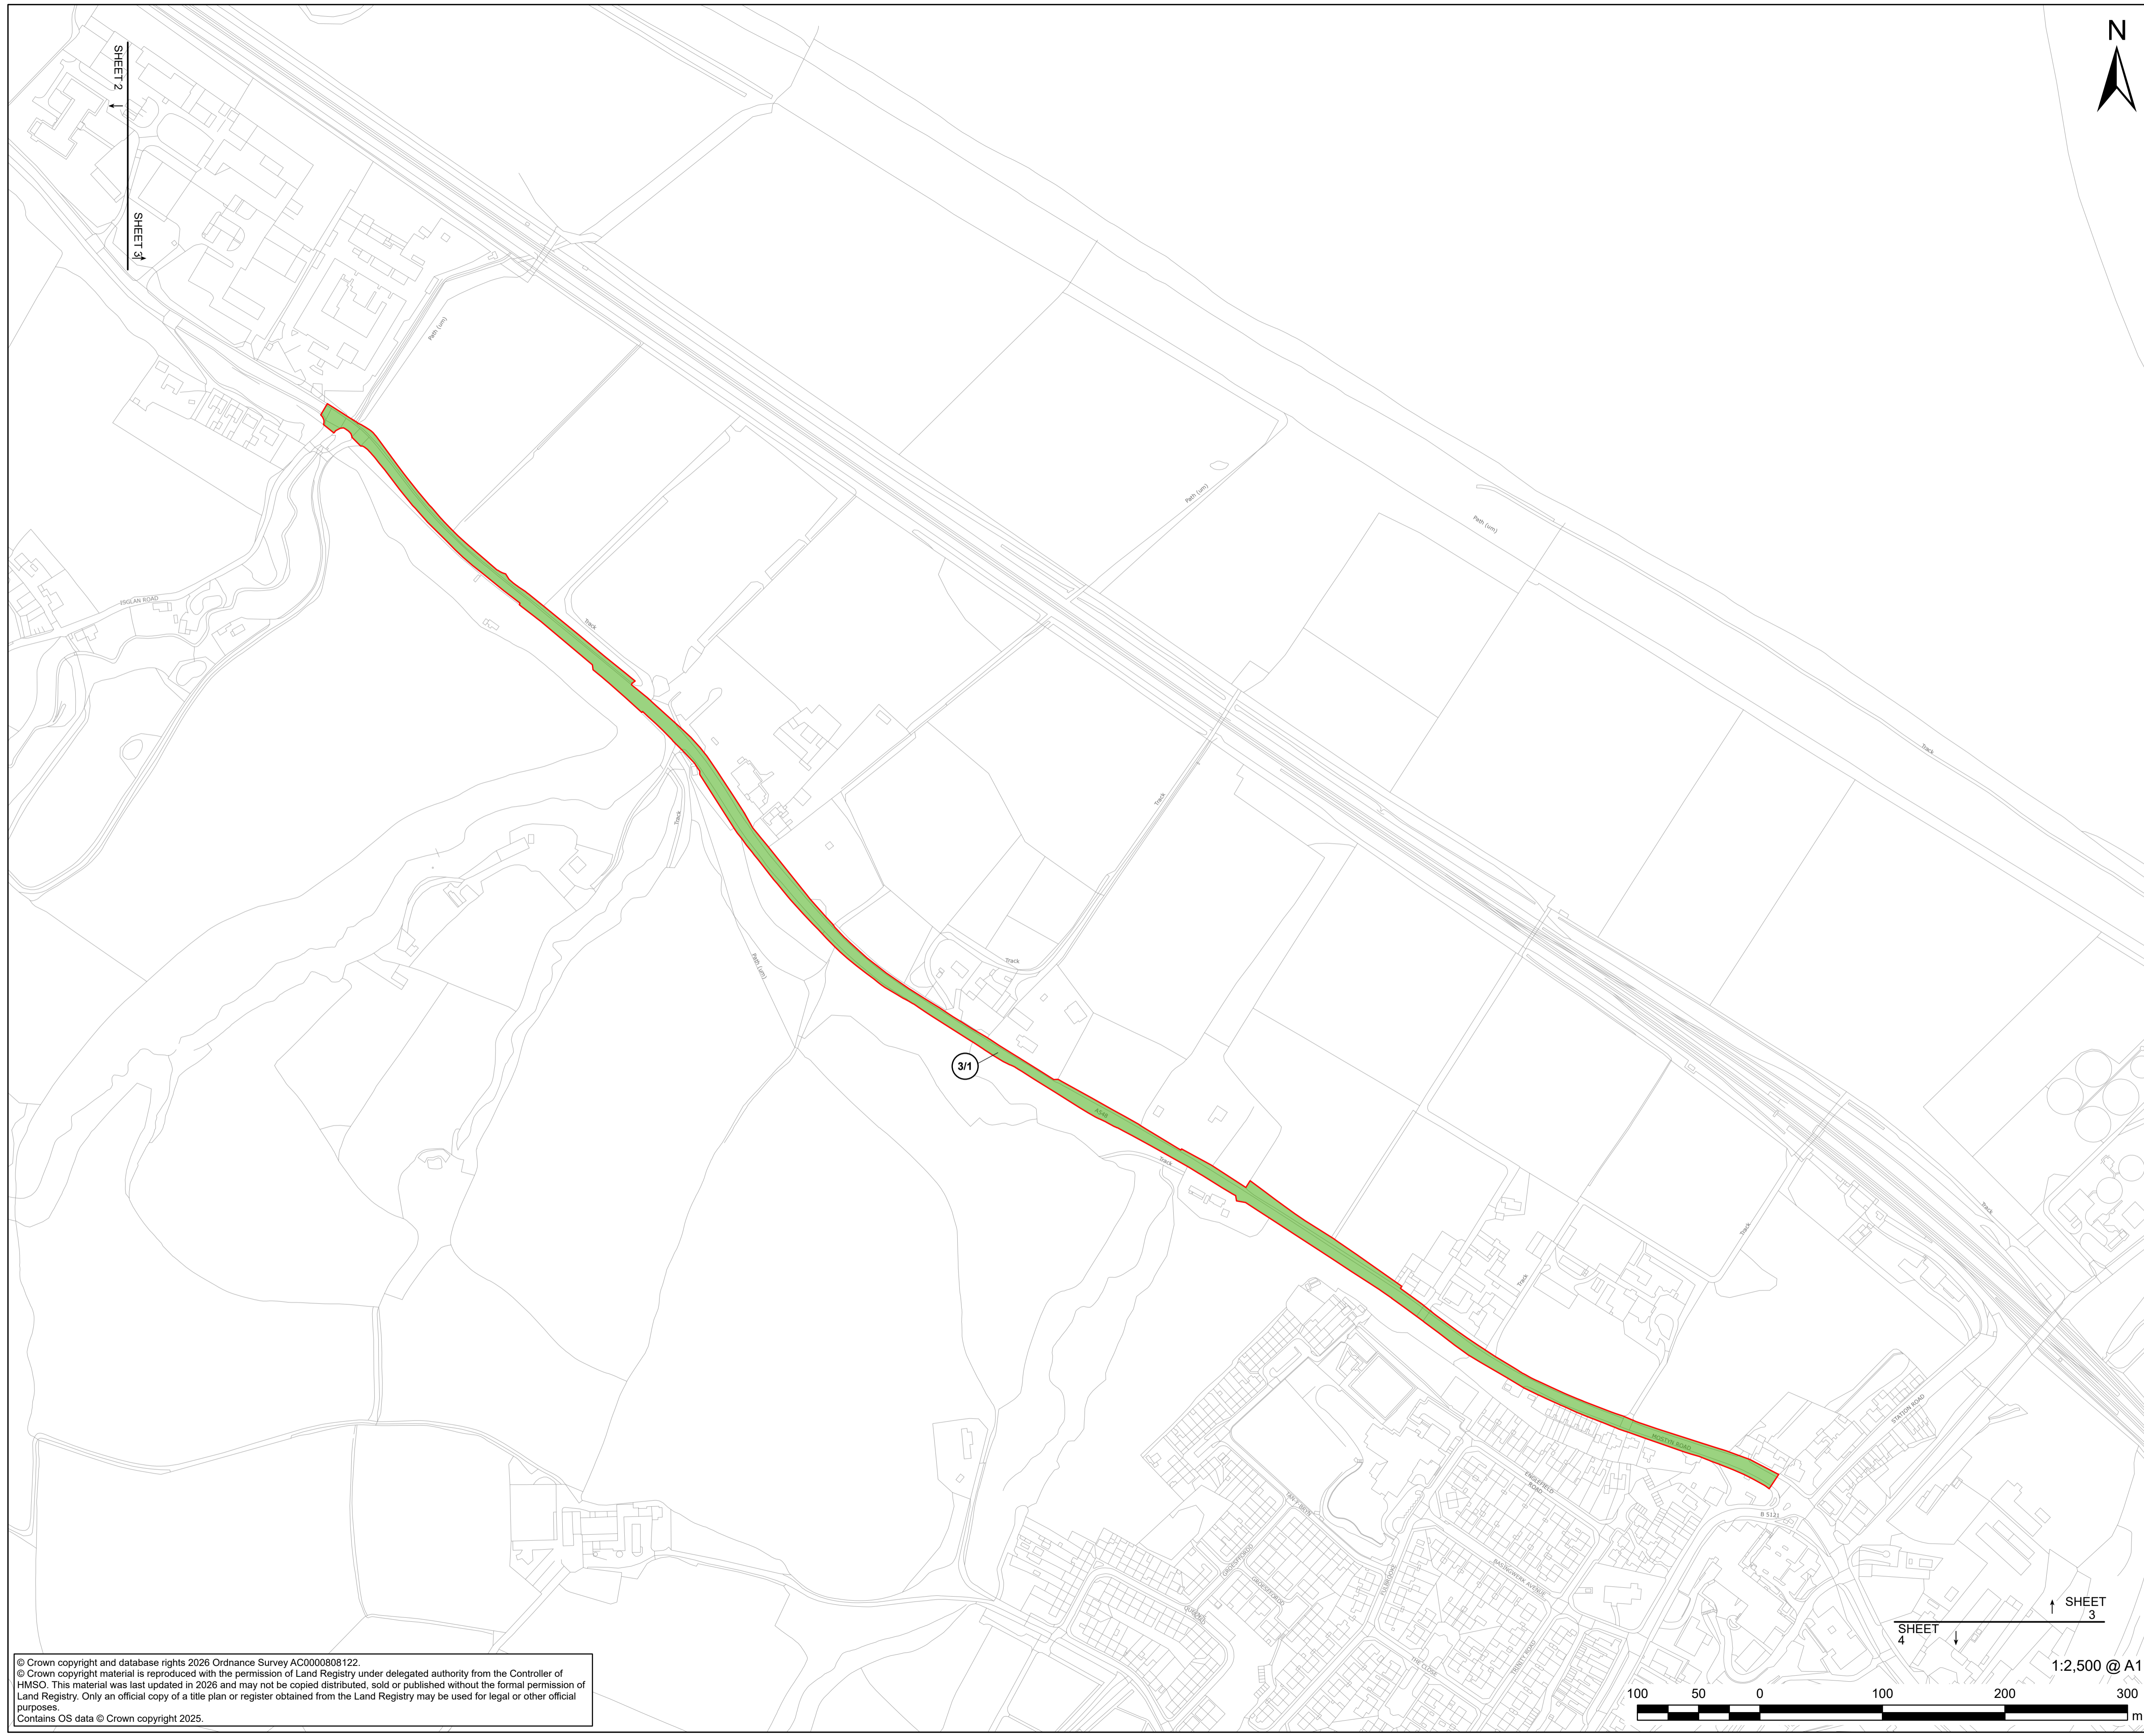 N
SHEET 2
SHEET 3
Path (um)
Path (um)
Path (um)
Track
TSGLAN ROAD
Track
Track
Track
Track
Path (um)
3/1
A548
Track
Track
Track
Track
MOSTYN ROAD
STATION ROAD
ENGLEFIELD
ROAD
B 5121
BASINGWERK AVENUE
GROESFFORDD
THE CLOSE
TRINITY ROAD
SHEET
3
SHEET
4
1:2,500 @ A1
100 50 0 100 200 300
m
© Crown copyright and database rights 2026 Ordnance Survey AC0000808122.
© Crown copyright material is reproduced with the permission of Land Registry under delegated authority from the Controller of
HMSO. This material was last updated in 2026 and may not be copied distributed, sold or published without the formal permission of
Land Registry. Only an official copy of a title plan or register obtained from the Land Registry may be used for legal or other official
purposes.
Contains OS data © Crown copyright 2025.